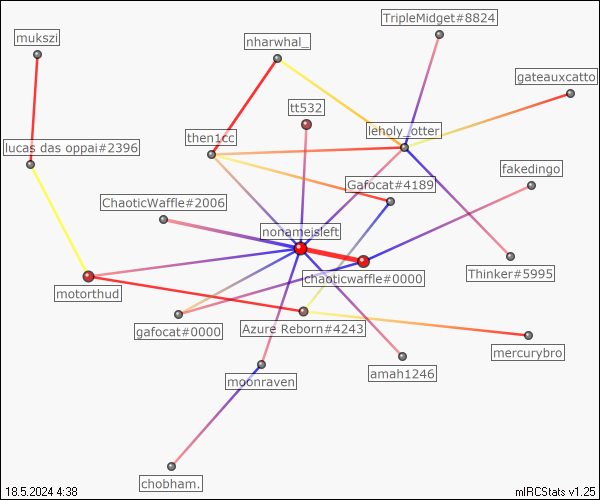 TripleMidget#8824
mukszi
nharwhal_
gateauxcatto
tt532
leholy_otter
then1cc
lucas das oppai#2396
fakedingo
Gafocat#4189
ChaoticWaffle#2006
nonameisleft
Thinker#5995
chaoticwaffle#0000
motorthud
gafocat#0000
Azure Reborn#4243
mercurybro
amah1246
moonraven
chobham.
18.5.2024 4:38
mIRCStats v1.25